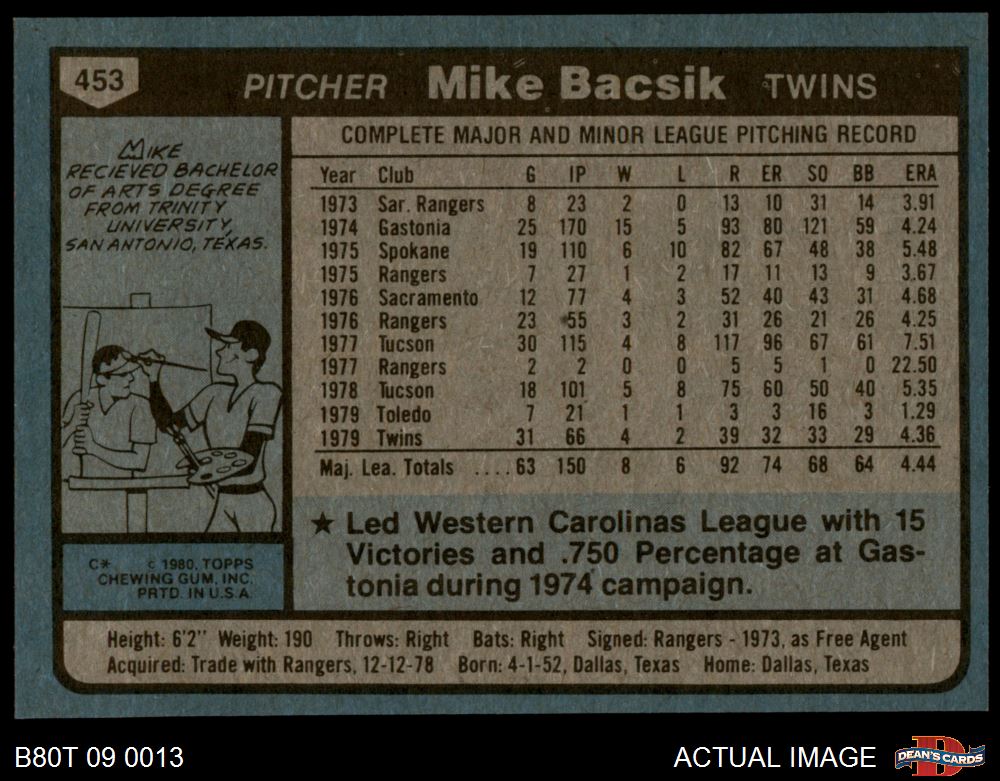 453
PITCHER Mike Bacsik TWINS
MIKE
RECIEVED BACHELOR
OF ARTS DEGREE
FROM TRINITY
UNIVERSITY,
SAN ANTONIO, TEXAS.
COMPLETE MAJOR AND MINOR LEAGUE PITCHING RECORD
Year Club G IP W L R ER SO BB ERA
1973 Sar. Rangers 8 23 2 0 13 10 31 14 3.91
1974 Gastonia 25 170 15 5 93 80 121 59 4.24
1975 Spokane 19 110 6 10 82 67 48 38 5.48
1975 Rangers 7 27 1 2 17 11 13 9 3.67
1976 Sacramento 12 77 4 3 52 40 43 31 4.68
1976 Rangers 23 55 3 2 31 26 21 26 4.25
1977 Tucson 30 115 4 8 117 96 67 61 7.51
1977 Rangers 2 2 0 0 5 5 1 0 22.50
1978 Tucson 18 101 5 8 75 60 50 40 5.35
1979 Toledo 7 21 1 1 3 3 16 3 1.29
1979 Twins 31 66 4 2 39 32 33 29 4.36
Maj. Lea. Totals ....63 150 8 6 92 74 68 64 4.44
★ Led Western Carolinas League with 15
Victories and .750 Percentage at Gas-
tonia during 1974 campaign.
C* © 1980, TOPPS
CHEWING GUM, INC.
PRTD. IN U.S.A.
Height: 6'2" Weight: 190 Throws: Right Bats: Right Signed: Rangers - 1973, as Free Agent
Acquired: Trade with Rangers, 12-12-78 Born: 4-1-52, Dallas, Texas Home: Dallas, Texas
B80T 09 0013
ACTUAL IMAGE
D
DEAN'S CARDS